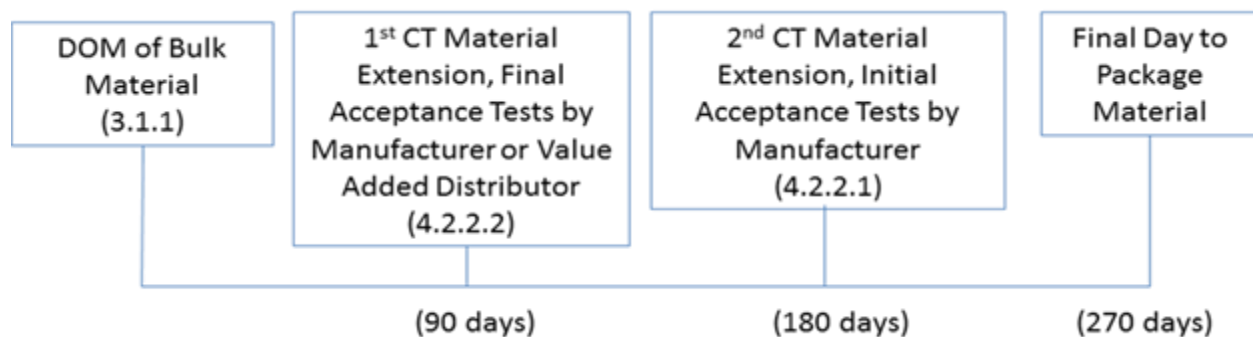 DOM of Bulk
Material
(3.1.1)
1st CT Material
Extension, Final
Acceptance Tests by
Manufacturer or Value
Added Distributor
(4.2.2.2)
2nd CT Material
Extension, Initial
Acceptance Tests by
Manufacturer
(4.2.2.1)
Final Day to
Package
Material
(90 days)
(180 days)
(270 days)